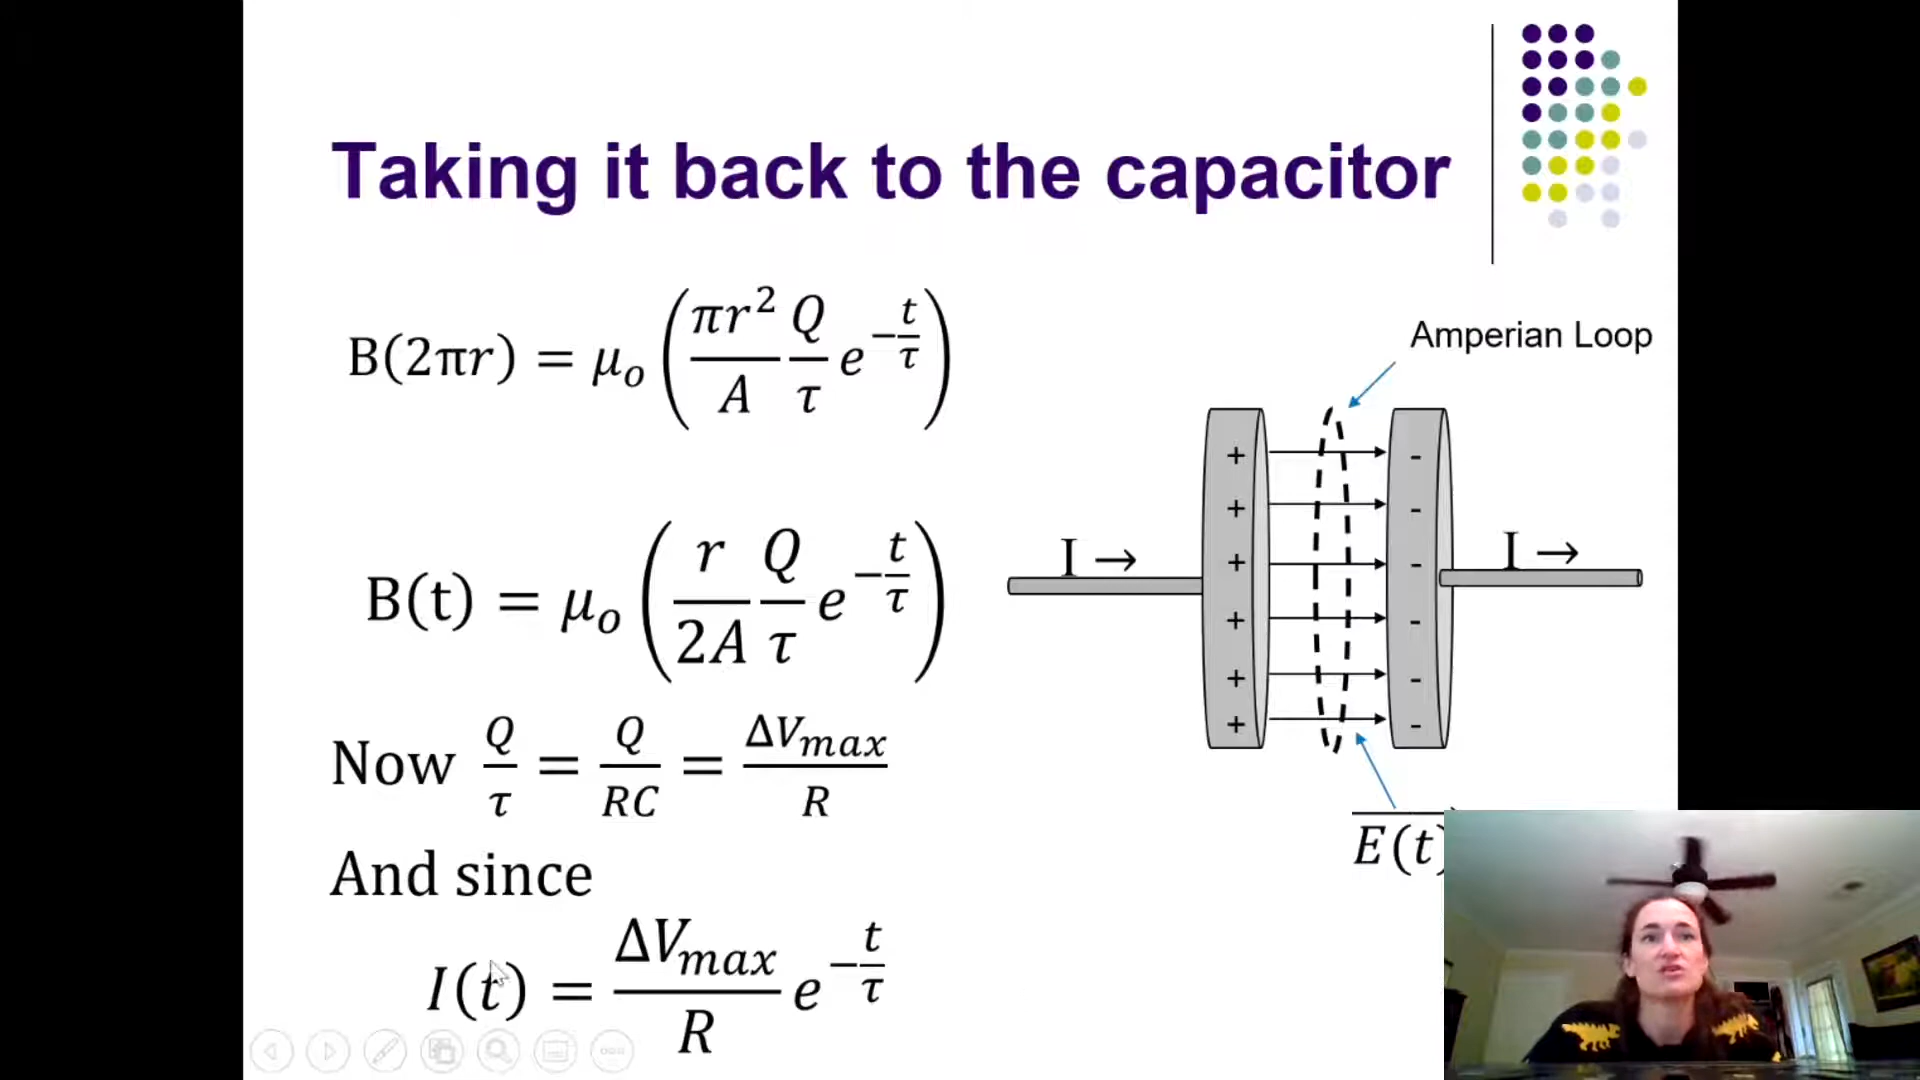 Taking it back to the capacitor
B(2πr) = μₒ(πr²/A Q/τ e^(-t/τ))
Amperian Loop
B(t) = μₒ(r/2A Q/τ e^(-t/τ))
I →
I →
+ -
+ -
+ -
+ -
+ -
+ -
Now Q/τ = Q/RC = ΔVₘₐₓ/R
E(t)
And since
I(t) = ΔVₘₐₓ/R e^(-t/τ)